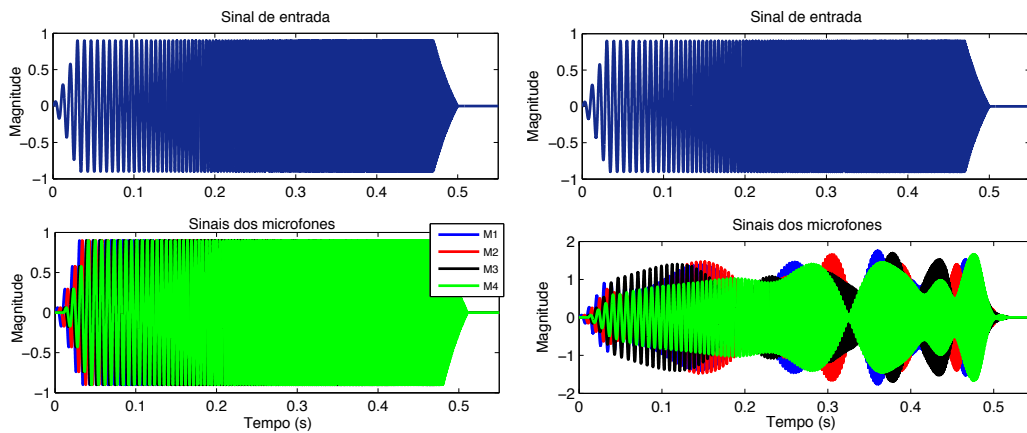 Sinal de entrada
1
0.5
0
−0.5
−1
Magnitude
0 0.1 0.2 0.3 0.4 0.5
Sinal de entrada
1
0.5
0
−0.5
−1
Magnitude
0 0.1 0.2 0.3 0.4 0.5
Tempo (s)
Sinais dos microfones
1
0.5
0
−0.5
−1
Magnitude
M1
M2
M3
M4
0 0.1 0.2 0.3 0.4 0.5
Tempo (s)
Sinais dos microfones
2
1
0
1
−2
Magnitude
0 0.1 0.2 0.3 0.4 0.5
Tempo (s)